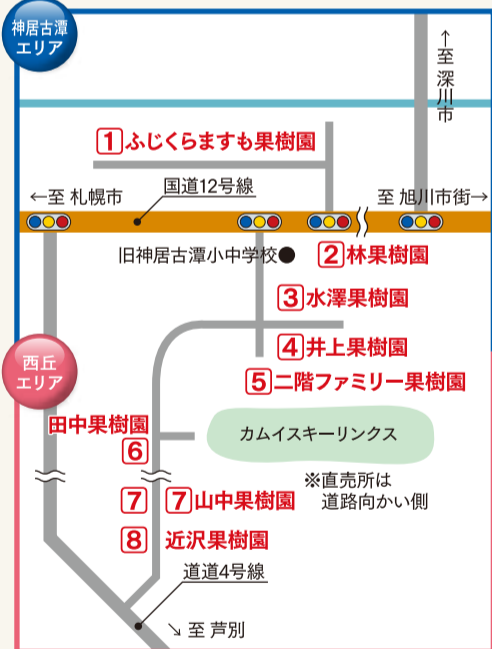 神居古潭
エリア
↑至 深川市
1 ふじくらますも果樹園
←至 札幌市
国道12号線
至 旭川市街→
旧神居古潭小中学校●
2 林果樹園
3 水澤果樹園
4 井上果樹園
5 二階ファミリー果樹園
西丘
エリア
田中果樹園
6
カムイスキーリンクス
※直売所は
道路向かい側
7 7 山中果樹園
8 近沢果樹園
道道4号線
↘ 至 芦別